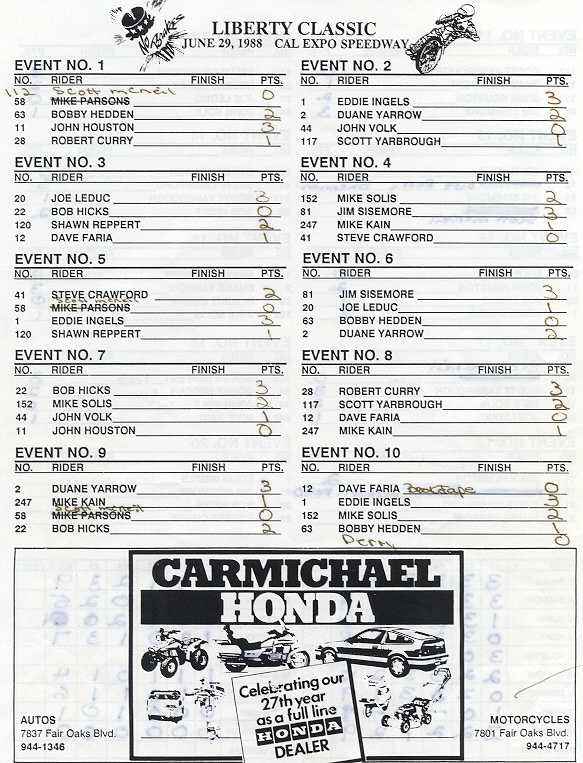 No Brakes
LIBERTY CLASSIC
JUNE 29, 1988 CAL EXPO SPEEDWAY
EVENT NO. 1
NO. RIDER FINISH PTS.
112 Scott McNeil 0
58 MIKE PARSONS
63 BOBBY HEDDEN 2
11 JOHN HOUSTON 3
28 ROBERT CURRY 1
EVENT NO. 2
NO. RIDER FINISH PTS.
1 EDDIE INGELS 3
2 DUANE YARROW 2
44 JOHN VOLK 0
117 SCOTT YARBROUGH 1
EVENT NO. 3
NO. RIDER FINISH PTS.
20 JOE LEDUC 3
22 BOB HICKS 0
120 SHAWN REPPERT 2
12 DAVE FARIA 1
EVENT NO. 4
NO. RIDER FINISH PTS.
152 MIKE SOLIS 2
81 JIM SISEMORE 3
247 MIKE KAIN 1
41 STEVE CRAWFORD 0
EVENT NO. 5
NO. RIDER FINISH PTS.
41 STEVE CRAWFORD 2
Scott McNeil
58 MIKE PARSONS 0
1 EDDIE INGELS 3
120 SHAWN REPPERT 1
EVENT NO. 6
NO. RIDER FINISH PTS.
81 JIM SISEMORE 3
20 JOE LEDUC 1
63 BOBBY HEDDEN 0
2 DUANE YARROW 2
EVENT NO. 7
NO. RIDER FINISH PTS.
22 BOB HICKS 3
152 MIKE SOLIS 2
44 JOHN VOLK 1
11 JOHN HOUSTON 0
EVENT NO. 8
NO. RIDER FINISH PTS.
28 ROBERT CURRY 3
117 SCOTT YARBROUGH 2
12 DAVE FARIA 0
247 MIKE KAIN 1
EVENT NO. 9
NO. RIDER FINISH PTS.
2 DUANE YARROW 3
247 MIKE KAIN 1
Scott McNeil
58 MIKE PARSONS 0
22 BOB HICKS 2
EVENT NO. 10
NO. RIDER FINISH PTS.
12 DAVE FARIA 0
1 EDDIE INGELS 3
152 MIKE SOLIS 2
63 BOBBY HEDDEN 1
0
CARMICHAEL
HONDA
Celebrating our
27th year
as a full line
HONDA
DEALER
AUTOS
7837 Fair Oaks Blvd.
944-1346
MOTORCYCLES
7801 Fair Oaks Blvd.
944-4717